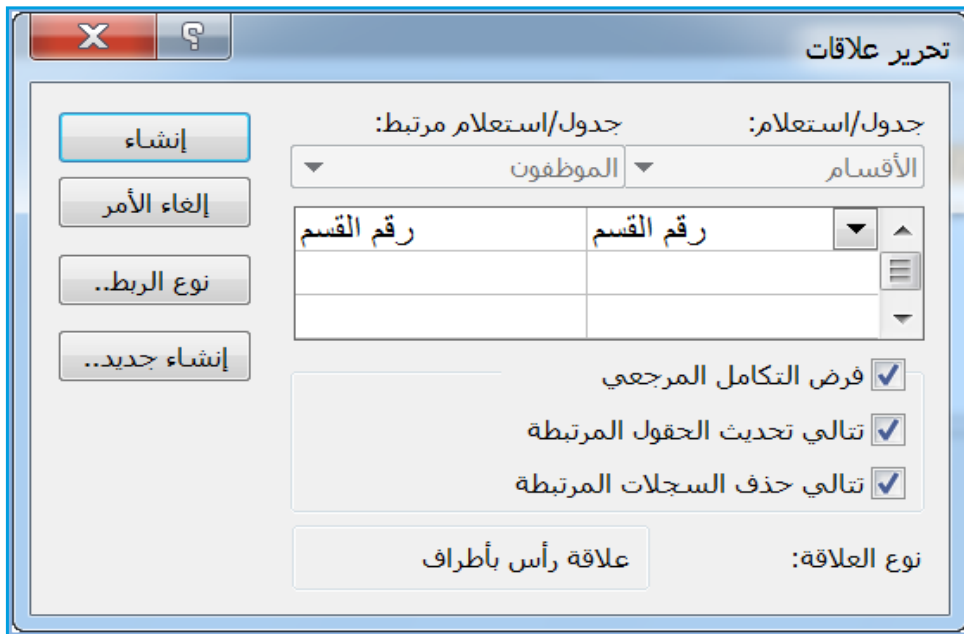 تحرير علاقات
جدول/استعلام: جدول/استعلام مرتبط:
الأقسام الموظفون
رقم القسم رقم القسم
فرض التكامل المرجعي
تتالي تحديث الحقول المرتبطة
تتالي حذف السجلات المرتبطة
نوع العلاقة: علاقة رأس بأطراف
إنشاء
إلغاء الأمر
نوع الربط..
إنشاء جديد..